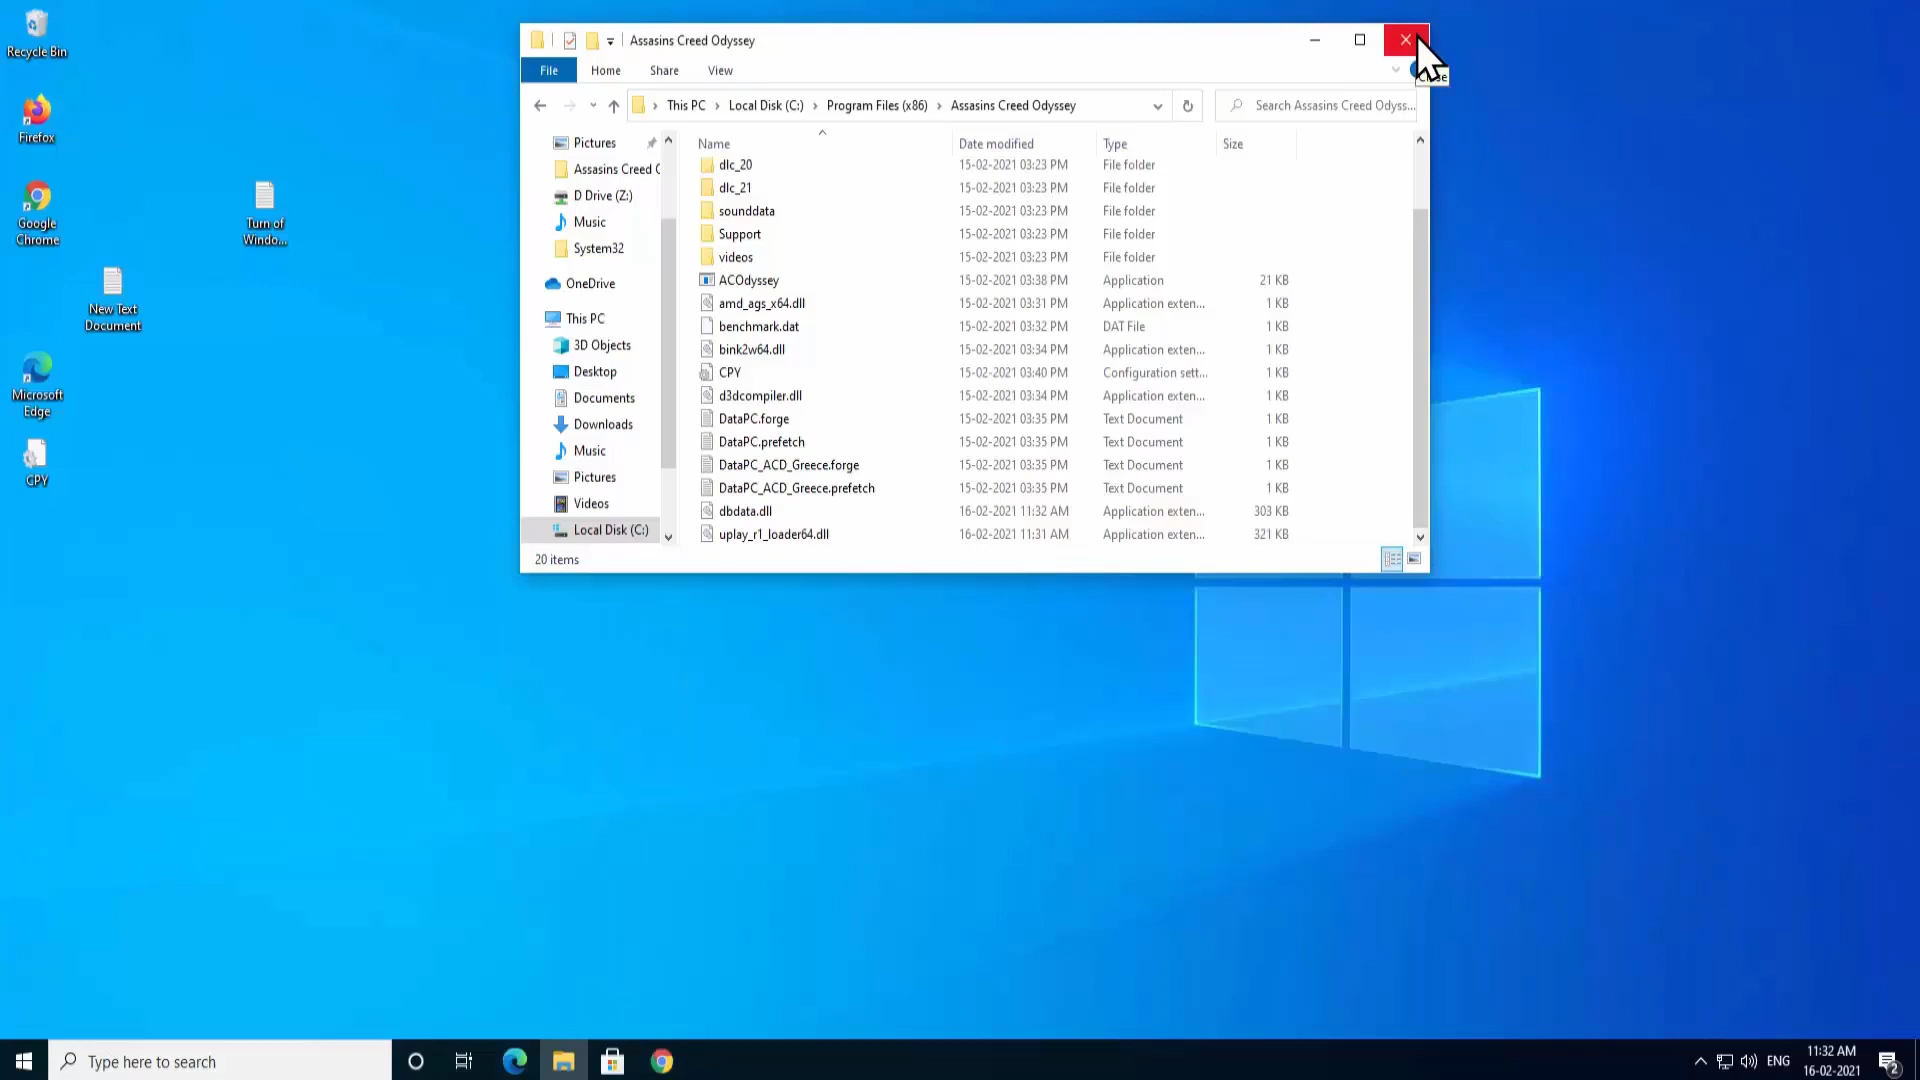 Recycle Bin
Firefox
Google
Chrome
Turn of
Windo...
New Text
Document
Microsoft
Edge
CPY
Assasins Creed Odyssey
File Home Share View
This PC Local Disk (C:) Program Files (x86) Assasins Creed Odyssey
Search Assasins Creed Odyss...
Pictures
Assasins Creed
D Drive (Z:)
Music
System32
OneDrive
This PC
3D Objects
Desktop
Documents
Downloads
Music
Pictures
Videos
Local Disk (C:)
Name Date modified Type Size
dlc_20 15-02-2021 03:23 PM File folder
dlc_21 15-02-2021 03:23 PM File folder
sounddata 15-02-2021 03:23 PM File folder
Support 15-02-2021 03:23 PM File folder
videos 15-02-2021 03:23 PM File folder
ACOdyssey 15-02-2021 03:38 PM Application 21 KB
amd_ags_x64.dll 15-02-2021 03:31 PM Application exten... 1 KB
benchmark.dat 15-02-2021 03:32 PM DAT File 1 KB
bink2w64.dll 15-02-2021 03:34 PM Application exten... 1 KB
CPY 15-02-2021 03:40 PM Configuration sett... 1 KB
d3dcompiler.dll 15-02-2021 03:34 PM Application exten... 1 KB
DataPC.forge 15-02-2021 03:35 PM Text Document 1 KB
DataPC.prefetch 15-02-2021 03:35 PM Text Document 1 KB
DataPC_ACD_Greece.forge 15-02-2021 03:35 PM Text Document 1 KB
DataPC_ACD_Greece.prefetch 15-02-2021 03:35 PM Text Document 1 KB
dbdata.dll 16-02-2021 11:32 AM Application exten... 303 KB
uplay_r1_loader64.dll 16-02-2021 11:31 AM Application exten... 321 KB
20 items
Type here to search
ENG
11:32 AM
16-02-2021
2